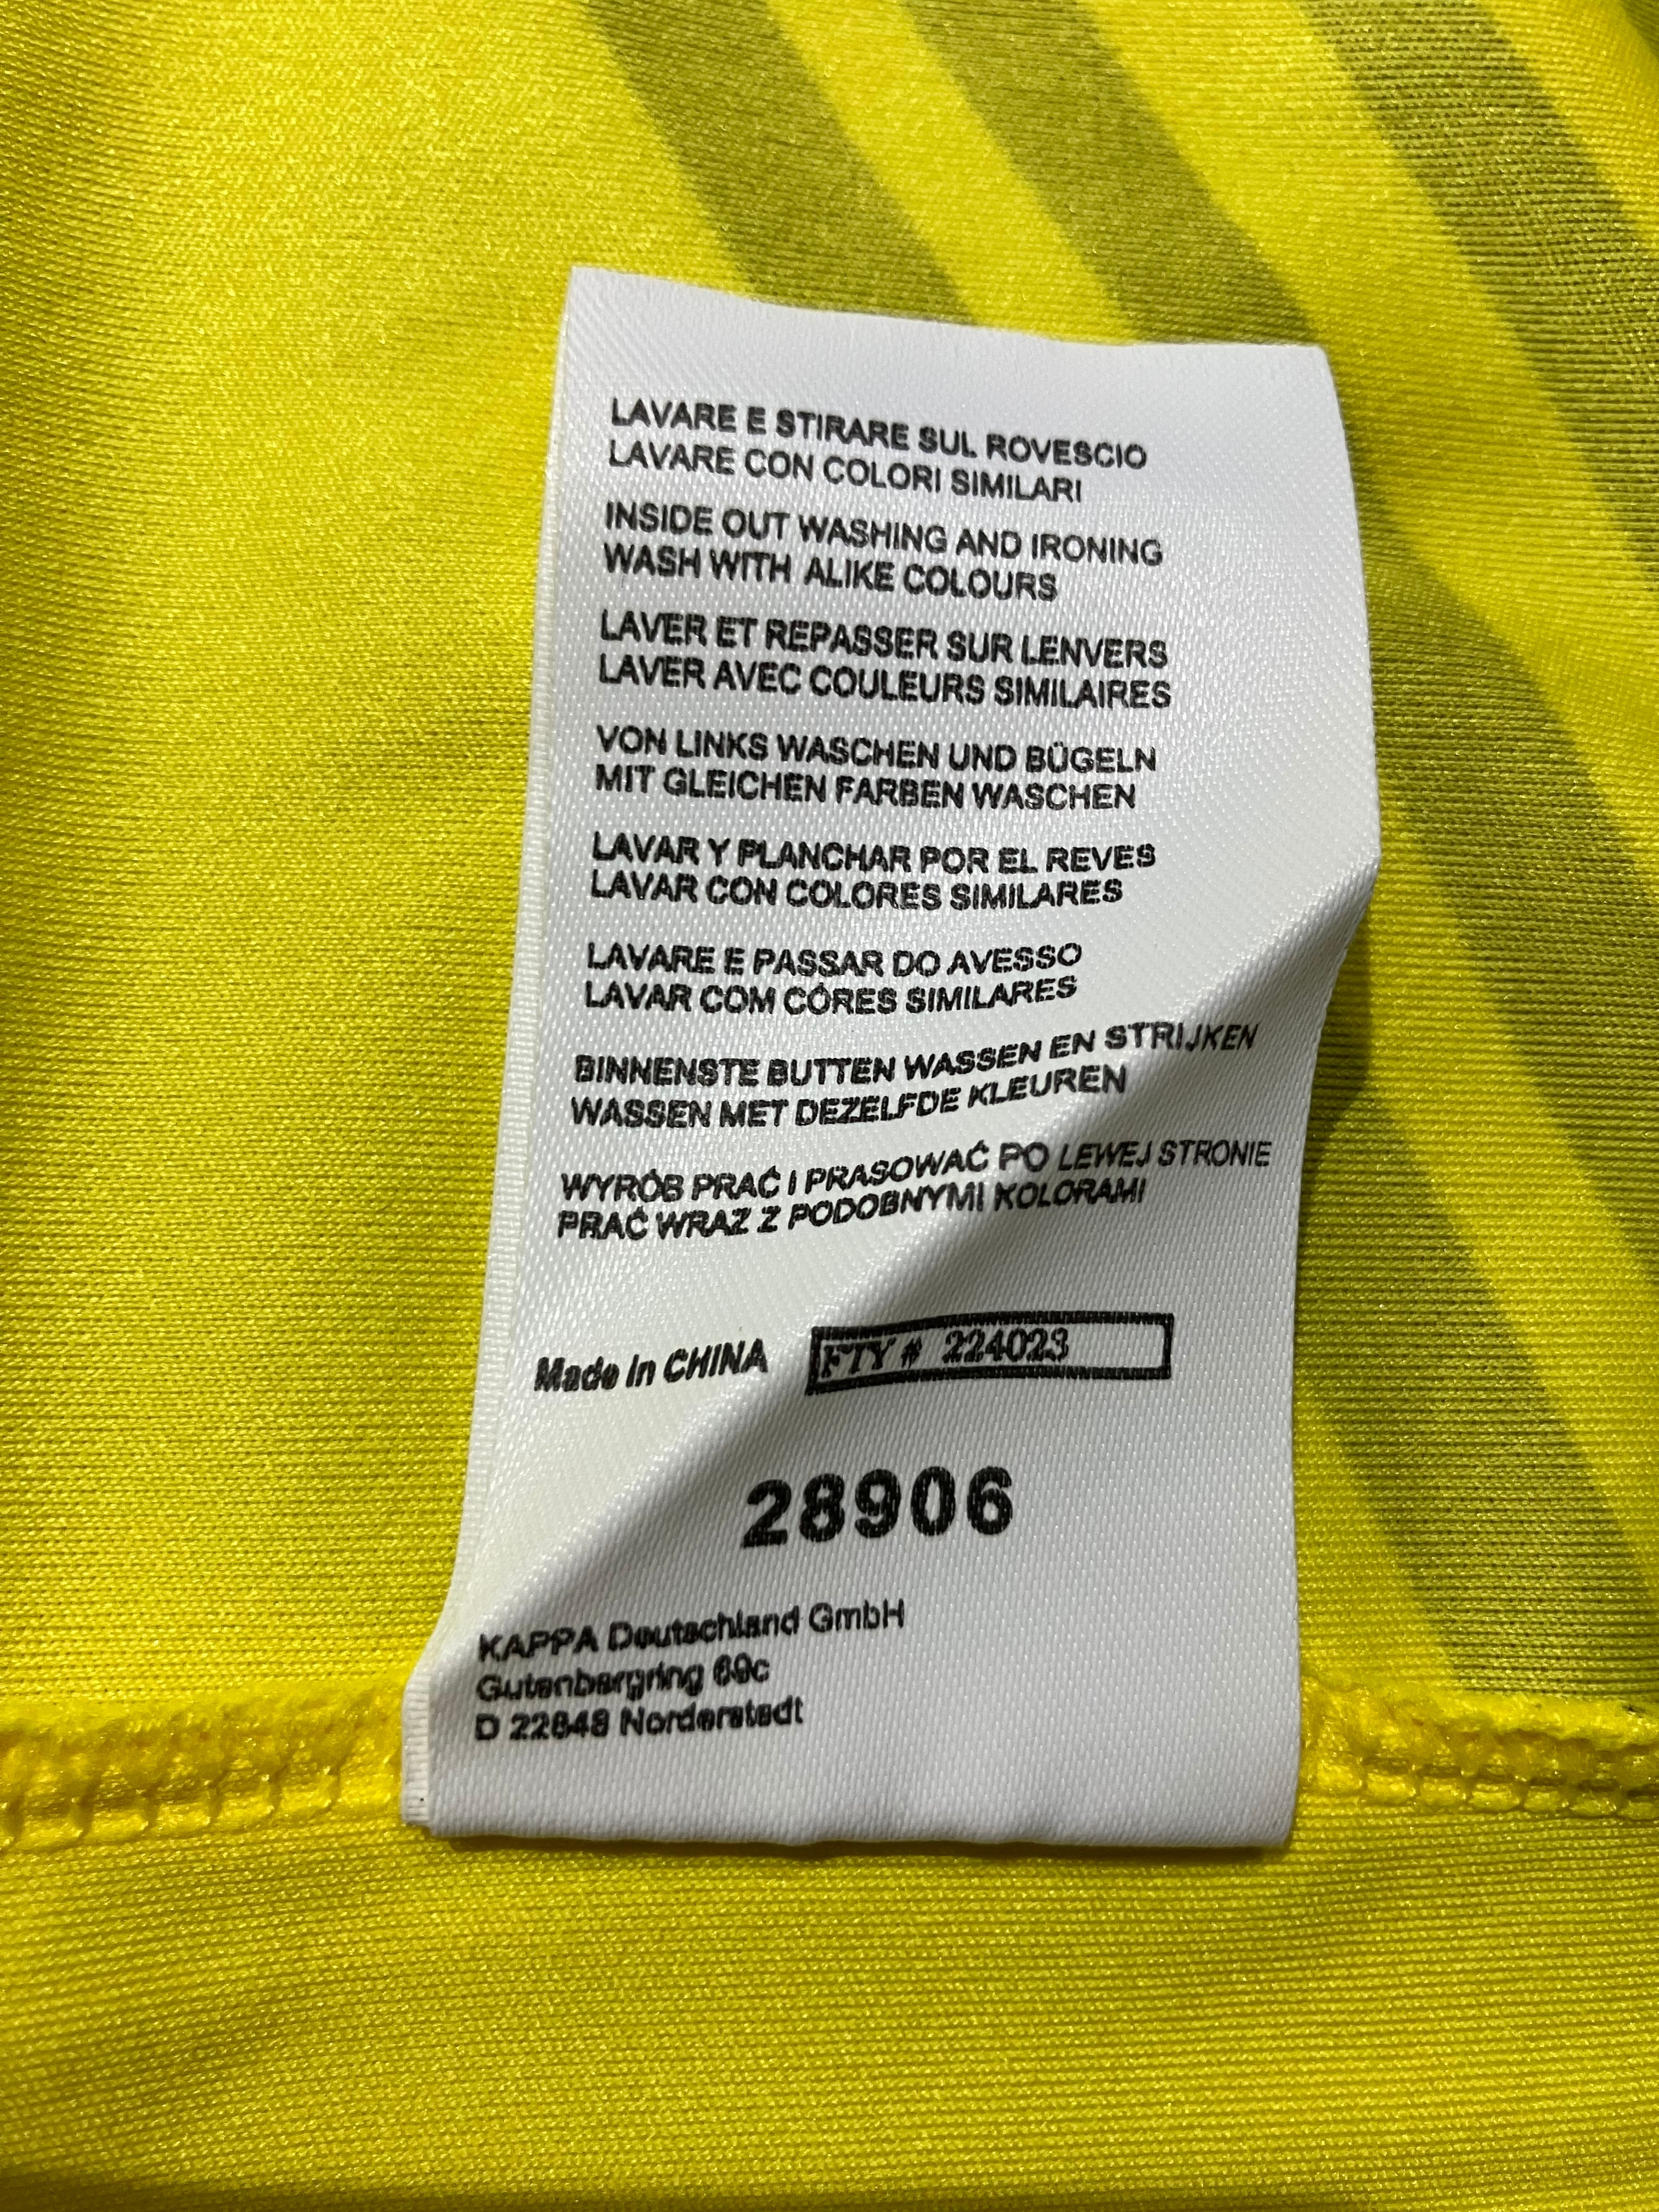 LAVARE E STIRARE SUL ROVESCIO
LAVARE CON COLORI SIMILARI
INSIDE OUT WASHING AND IRONING
WASH WITH ALIKE COLOURS
LAVER ET REPASSER SUR LENVERS
LAVER AVEC COULEURS SIMILAIRES
VON LINKS WASCHEN UND BÜGELN
MIT GLEICHEN FARBEN WASCHEN
LAVAR Y PLANCHAR POR EL REVES
LAVAR CON COLORES SIMILARES
LAVARE E PASSAR DO AVESSO
LAVAR COM CÔRES SIMILARES
BINNENSTE BUTTEN WASSEN EN STRIJKEN
WASSEN MET DEZELFDE KLEUREN
WYRÓB PRAĆ I PRASOWAĆ PO LEWEJ STRONIE
PRAĆ WRAZ Z PODOBNYMI KOLORAMI
Made In CHINA FTY # 224023
28906
KAPPA Deutschland GmbH
Gutenbergring 69c
D 22848 Norderstedt